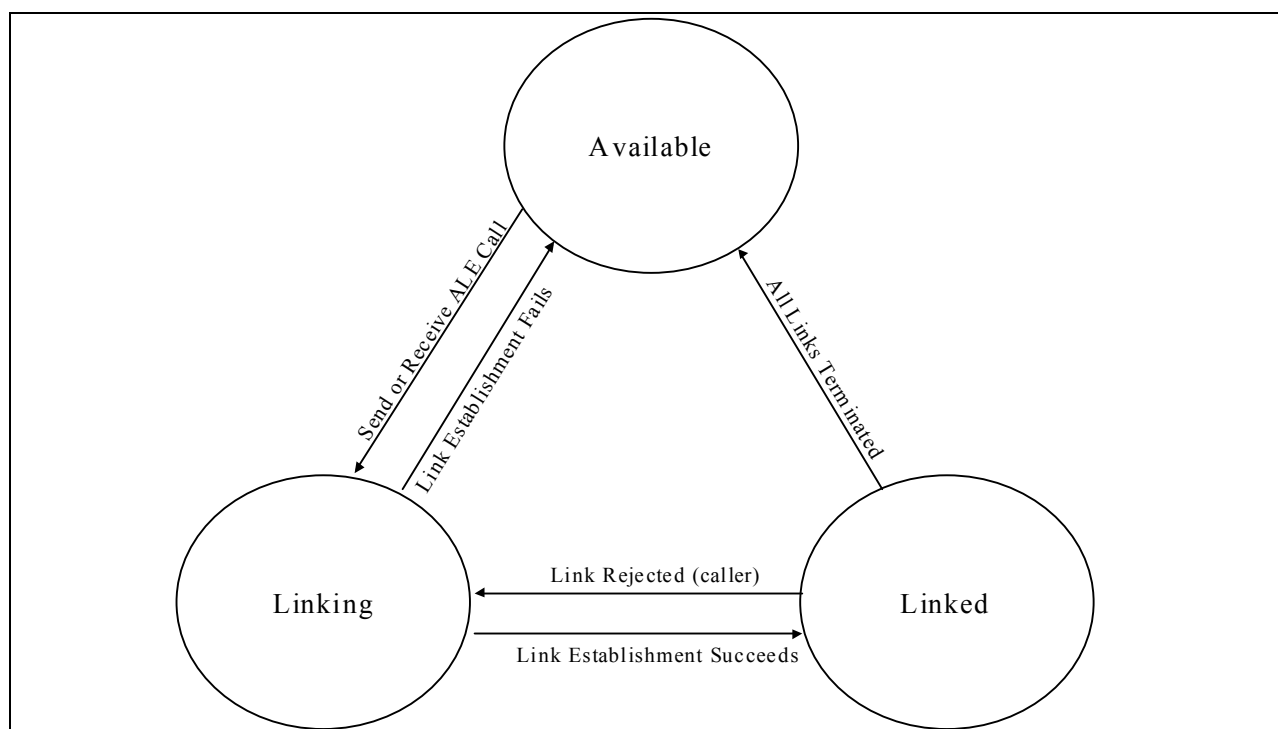 Available
Send or Receive ALE Call
Link Establishment Fails
All Links Terminated
Link Rejected (caller)
Linking
Linked
Link Establishment Succeeds